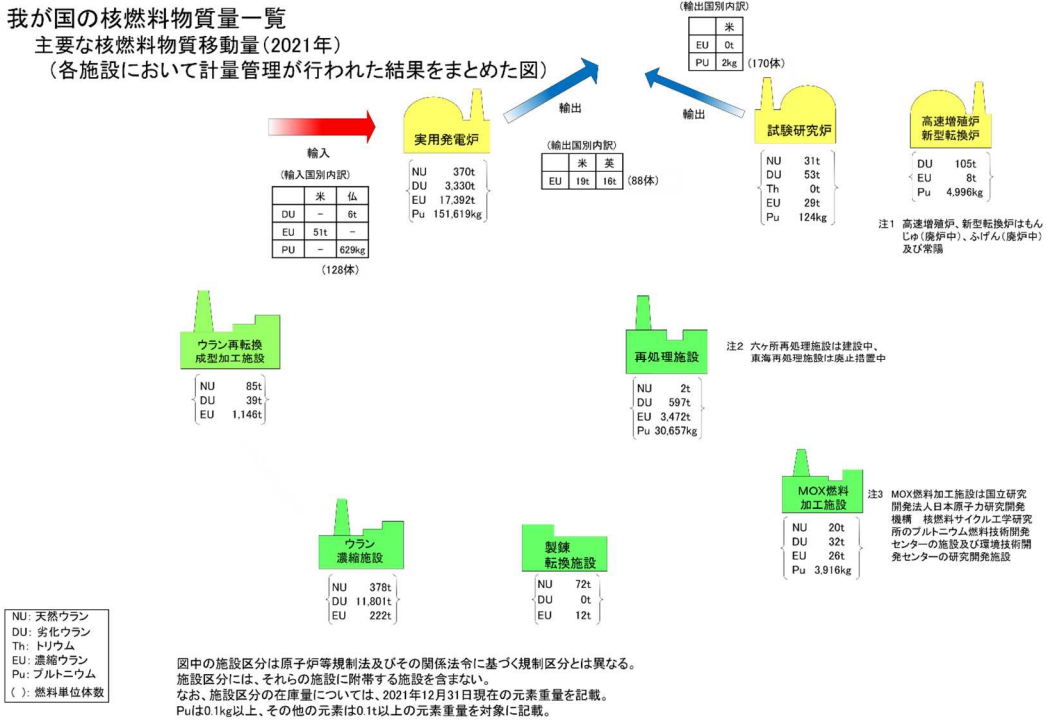 我が国の核燃料物質量一覧
主要な核燃料物質移動量(2021年)
(各施設において計量管理が行われた結果をまとめた図)
輸入
(輸入国別内訳)
米 仏
DU － 6t
EU 51t －
PU － 629kg
(128体)
実用発電炉
NU 370t
DU 3,330t
EU 17,392t
Pu 151,619kg
輸出
(輸出国別内訳)
米 英
EU 19t 16t (88体)
(輸出国別内訳)
米
EU 0t
PU 2kg (170体)
輸出
試験研究炉
NU 31t
DU 53t
Th 0t
EU 29t
Pu 124kg
高速増殖炉
新型転換炉
DU 105t
EU 8t
Pu 4,996kg
注1 高速増殖炉、新型転換炉はもん
じゅ(廃炉中)、ふげん(廃炉中)
及び常陽
ウラン再転換
成型加工施設
NU 85t
DU 39t
EU 1,146t
再処理施設
NU 2t
DU 597t
EU 3,472t
Pu 30,657kg
注2 六ヶ所再処理施設は建設中、
東海再処理施設は廃止措置中
MOX燃料
加工施設
NU 20t
DU 32t
EU 26t
Pu 3,916kg
注3 MOX燃料加工施設は国立研究
開発法人日本原子力研究開発
機構 核燃料サイクル工学研究
所のプルトニウム燃料技術開発
センターの施設及び環境技術開
発センターの研究開発施設
ウラン
濃縮施設
NU 378t
DU 11,801t
EU 222t
製錬
転換施設
NU 72t
DU 0t
EU 12t
NU: 天然ウラン
DU: 劣化ウラン
Th: トリウム
EU: 濃縮ウラン
Pu: プルトニウム
( ): 燃料単位体数
図中の施設区分は原子炉等規制法及びその関係法令に基づく規制区分とは異なる。
施設区分には、それらの施設に附帯する施設を含まない。
なお、施設区分の在庫量については、2021年12月31日現在の元素重量を記載。
Puは0.1kg以上、その他の元素は0.1t以上の元素重量を対象に記載。